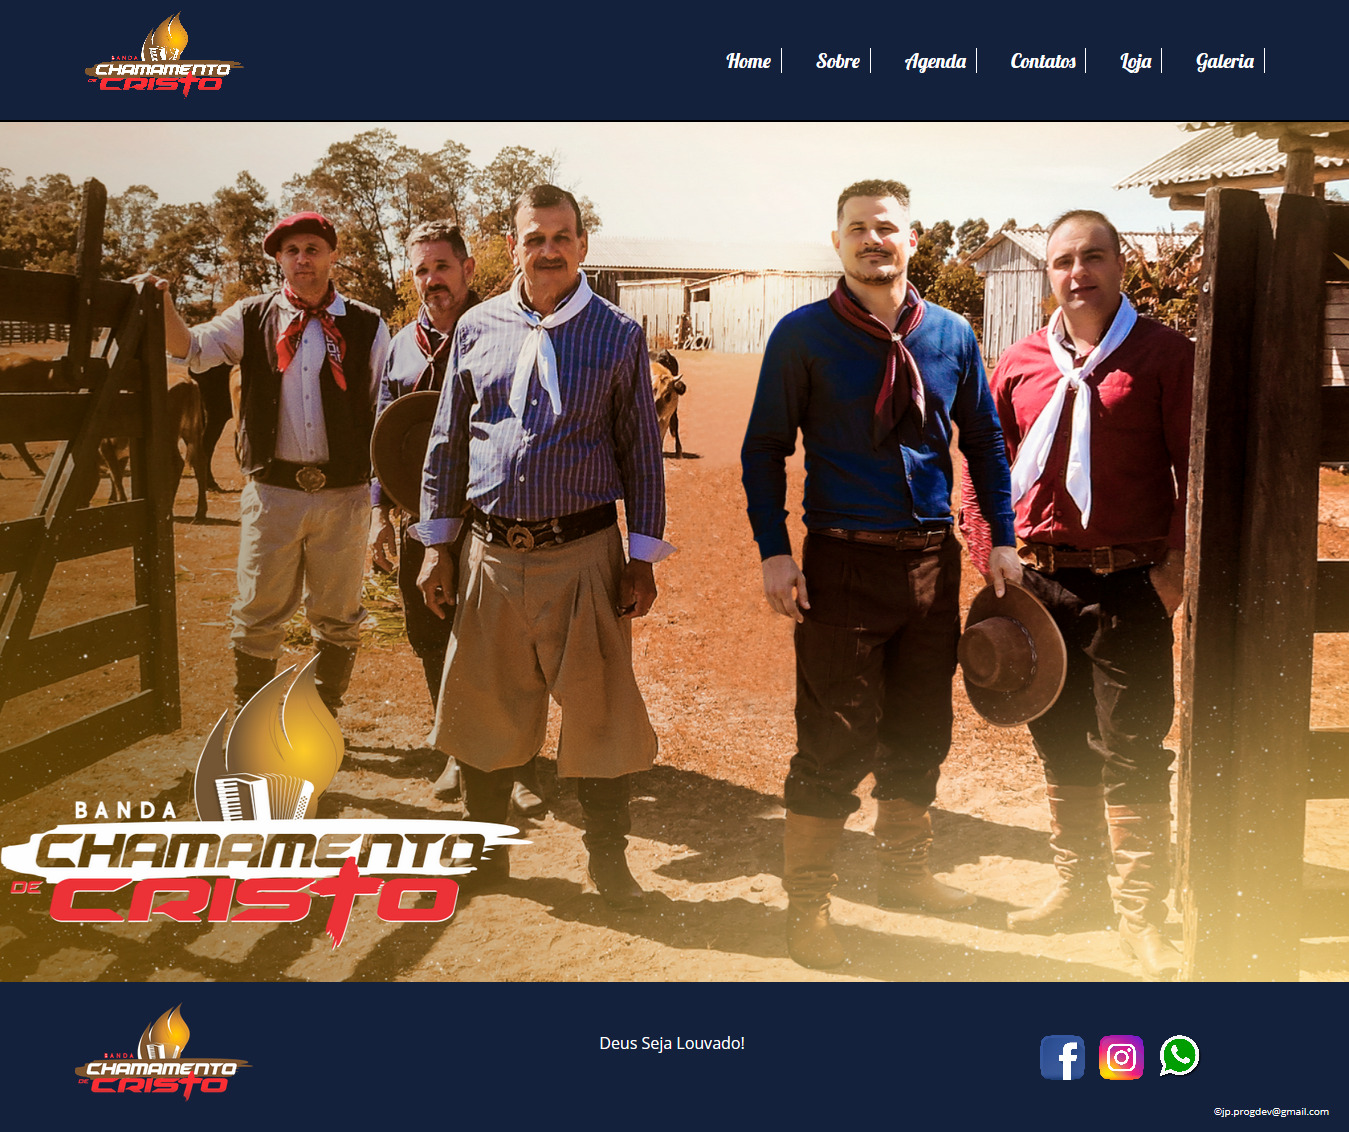 BANDA
CHAMAMENTO
DE CRISTO
Home Sobre Agenda Contatos Loja Galeria
BANDA
CHAMAMENTO
DE CRISTO
BANDA
CHAMAMENTO
DE CRISTO
Deus Seja Louvado!
©jp.progdev@gmail.com